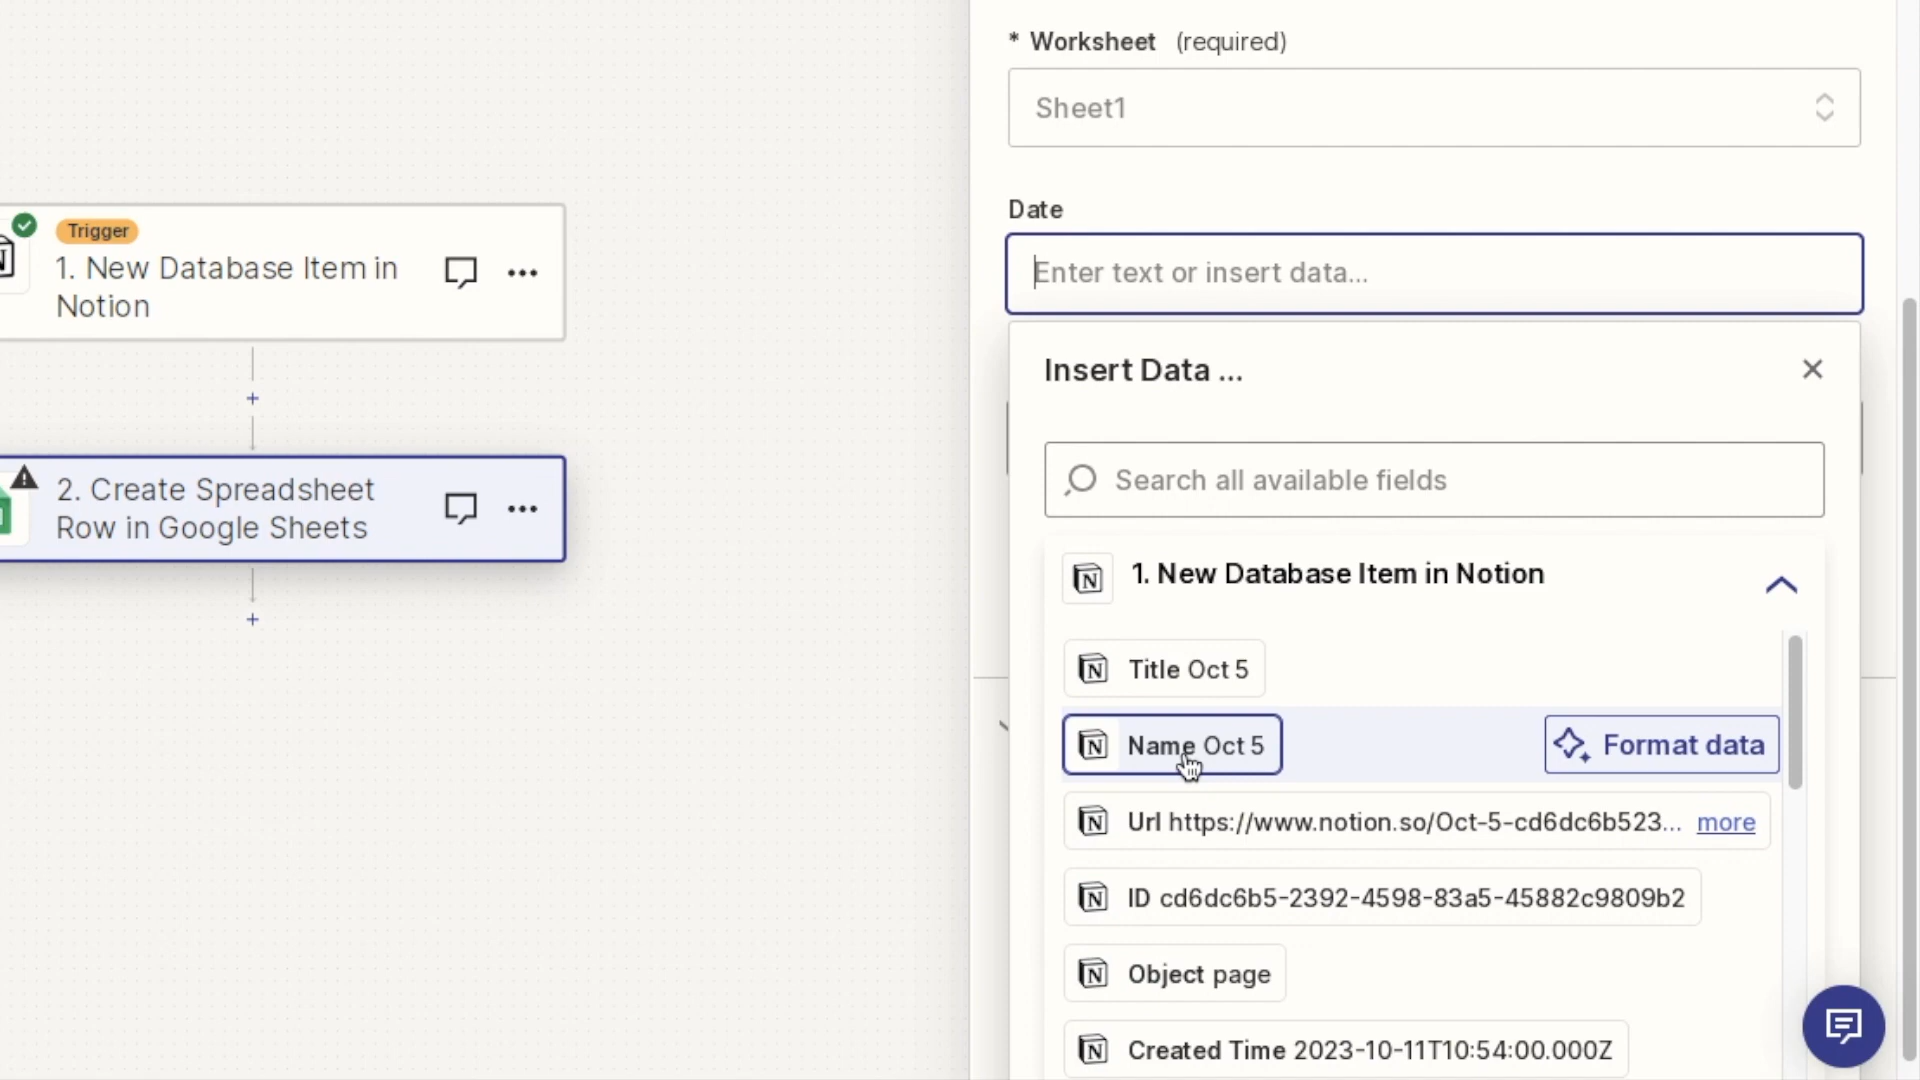 * Worksheet (required)
Sheet1
Date
Enter text or insert data...
Trigger
1. New Database Item in
Notion
+
2. Create Spreadsheet
Row in Google Sheets
+
Insert Data ...
Search all available fields
1. New Database Item in Notion
Title Oct 5
Name Oct 5
Format data
Url https://www.notion.so/Oct-5-cd6dc6b523... more
ID cd6dc6b5-2392-4598-83a5-45882c9809b2
Object page
Created Time 2023-10-11T10:54:00.000Z